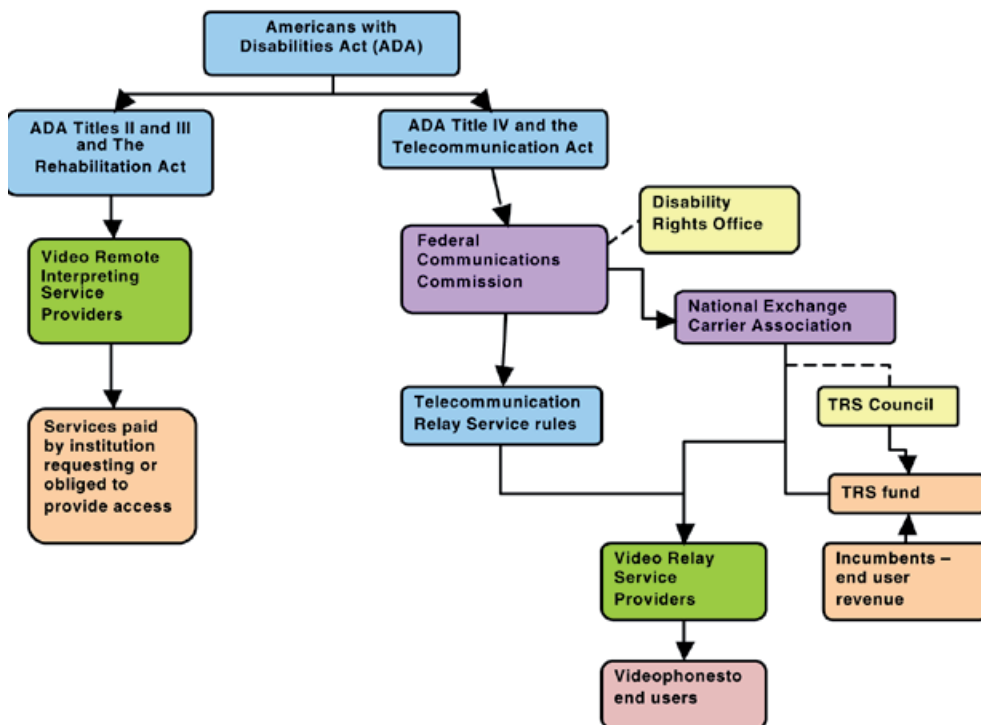 Americans with
Disabilities Act (ADA)
ADA Titles II and III
and The
Rehabilitation Act
ADA Title IV and the
Telecommunication Act
Disability
Rights Office
Federal
Communications
Commission
Video Remote
Interpreting
Service
Providers
National Exchange
Carrier Association
Telecommunication
Relay Service rules
TRS Council
Services paid
by institution
requesting or
obliged to
provide access
TRS fund
Video Relay
Service
Providers
Incumbents –
end user
revenue
Videophonesto
end users